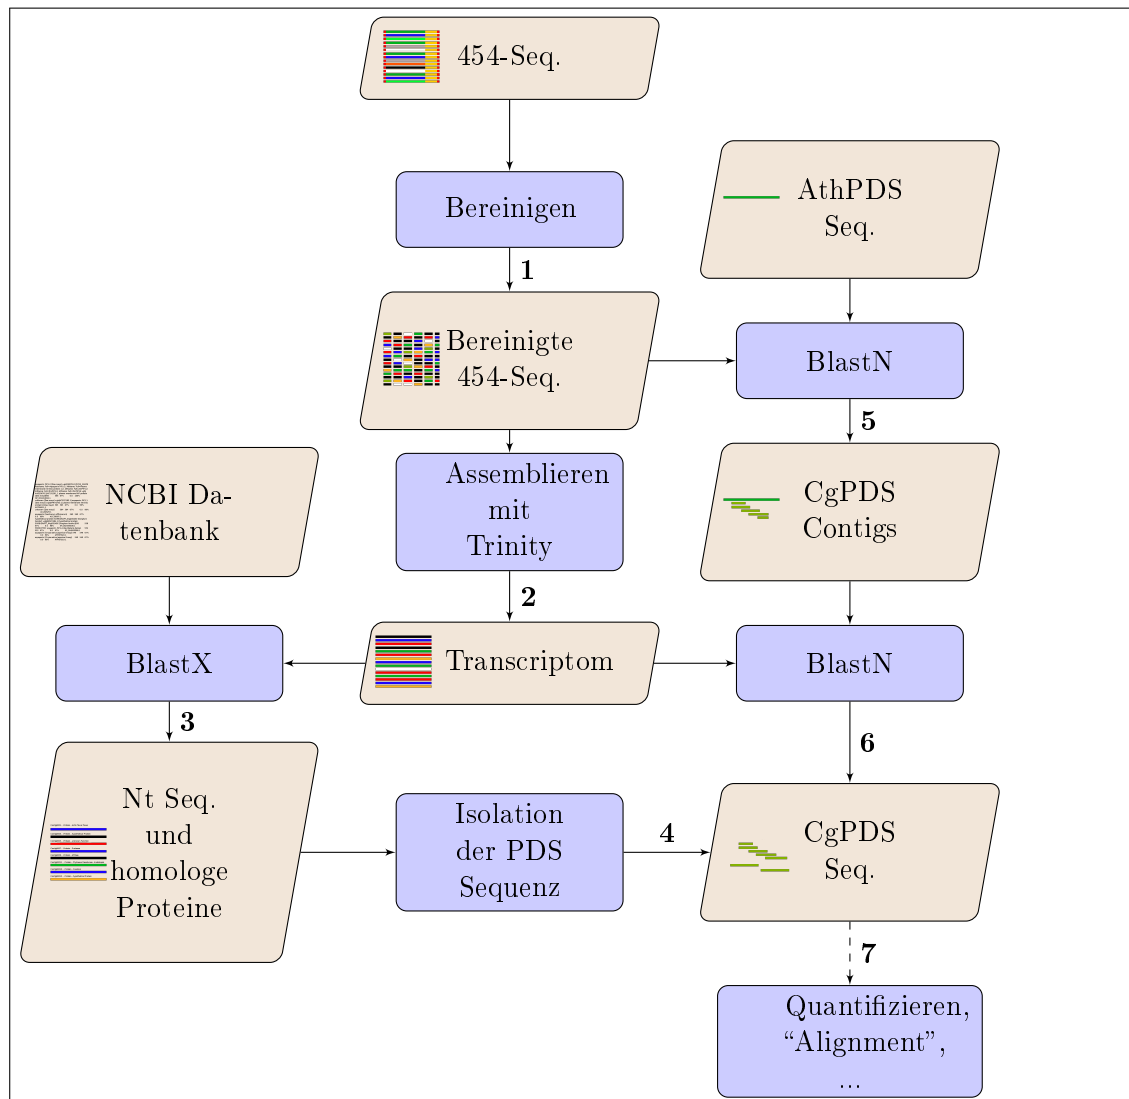 454-Seq.
Bereinigen
1
Bereinigte
454-Seq.
AthPDS
Seq.
BlastN
5
Assemblieren
mit
Trinity
2
CgPDS
Contigs
NCBI Da-
tenbank
BlastX
3
Transcriptom
BlastN
6
Nt Seq.
und
homologe
Proteine
Isolation
der PDS
Sequenz
4
CgPDS
Seq.
7
Quantifizieren,
“Alignment”,
...